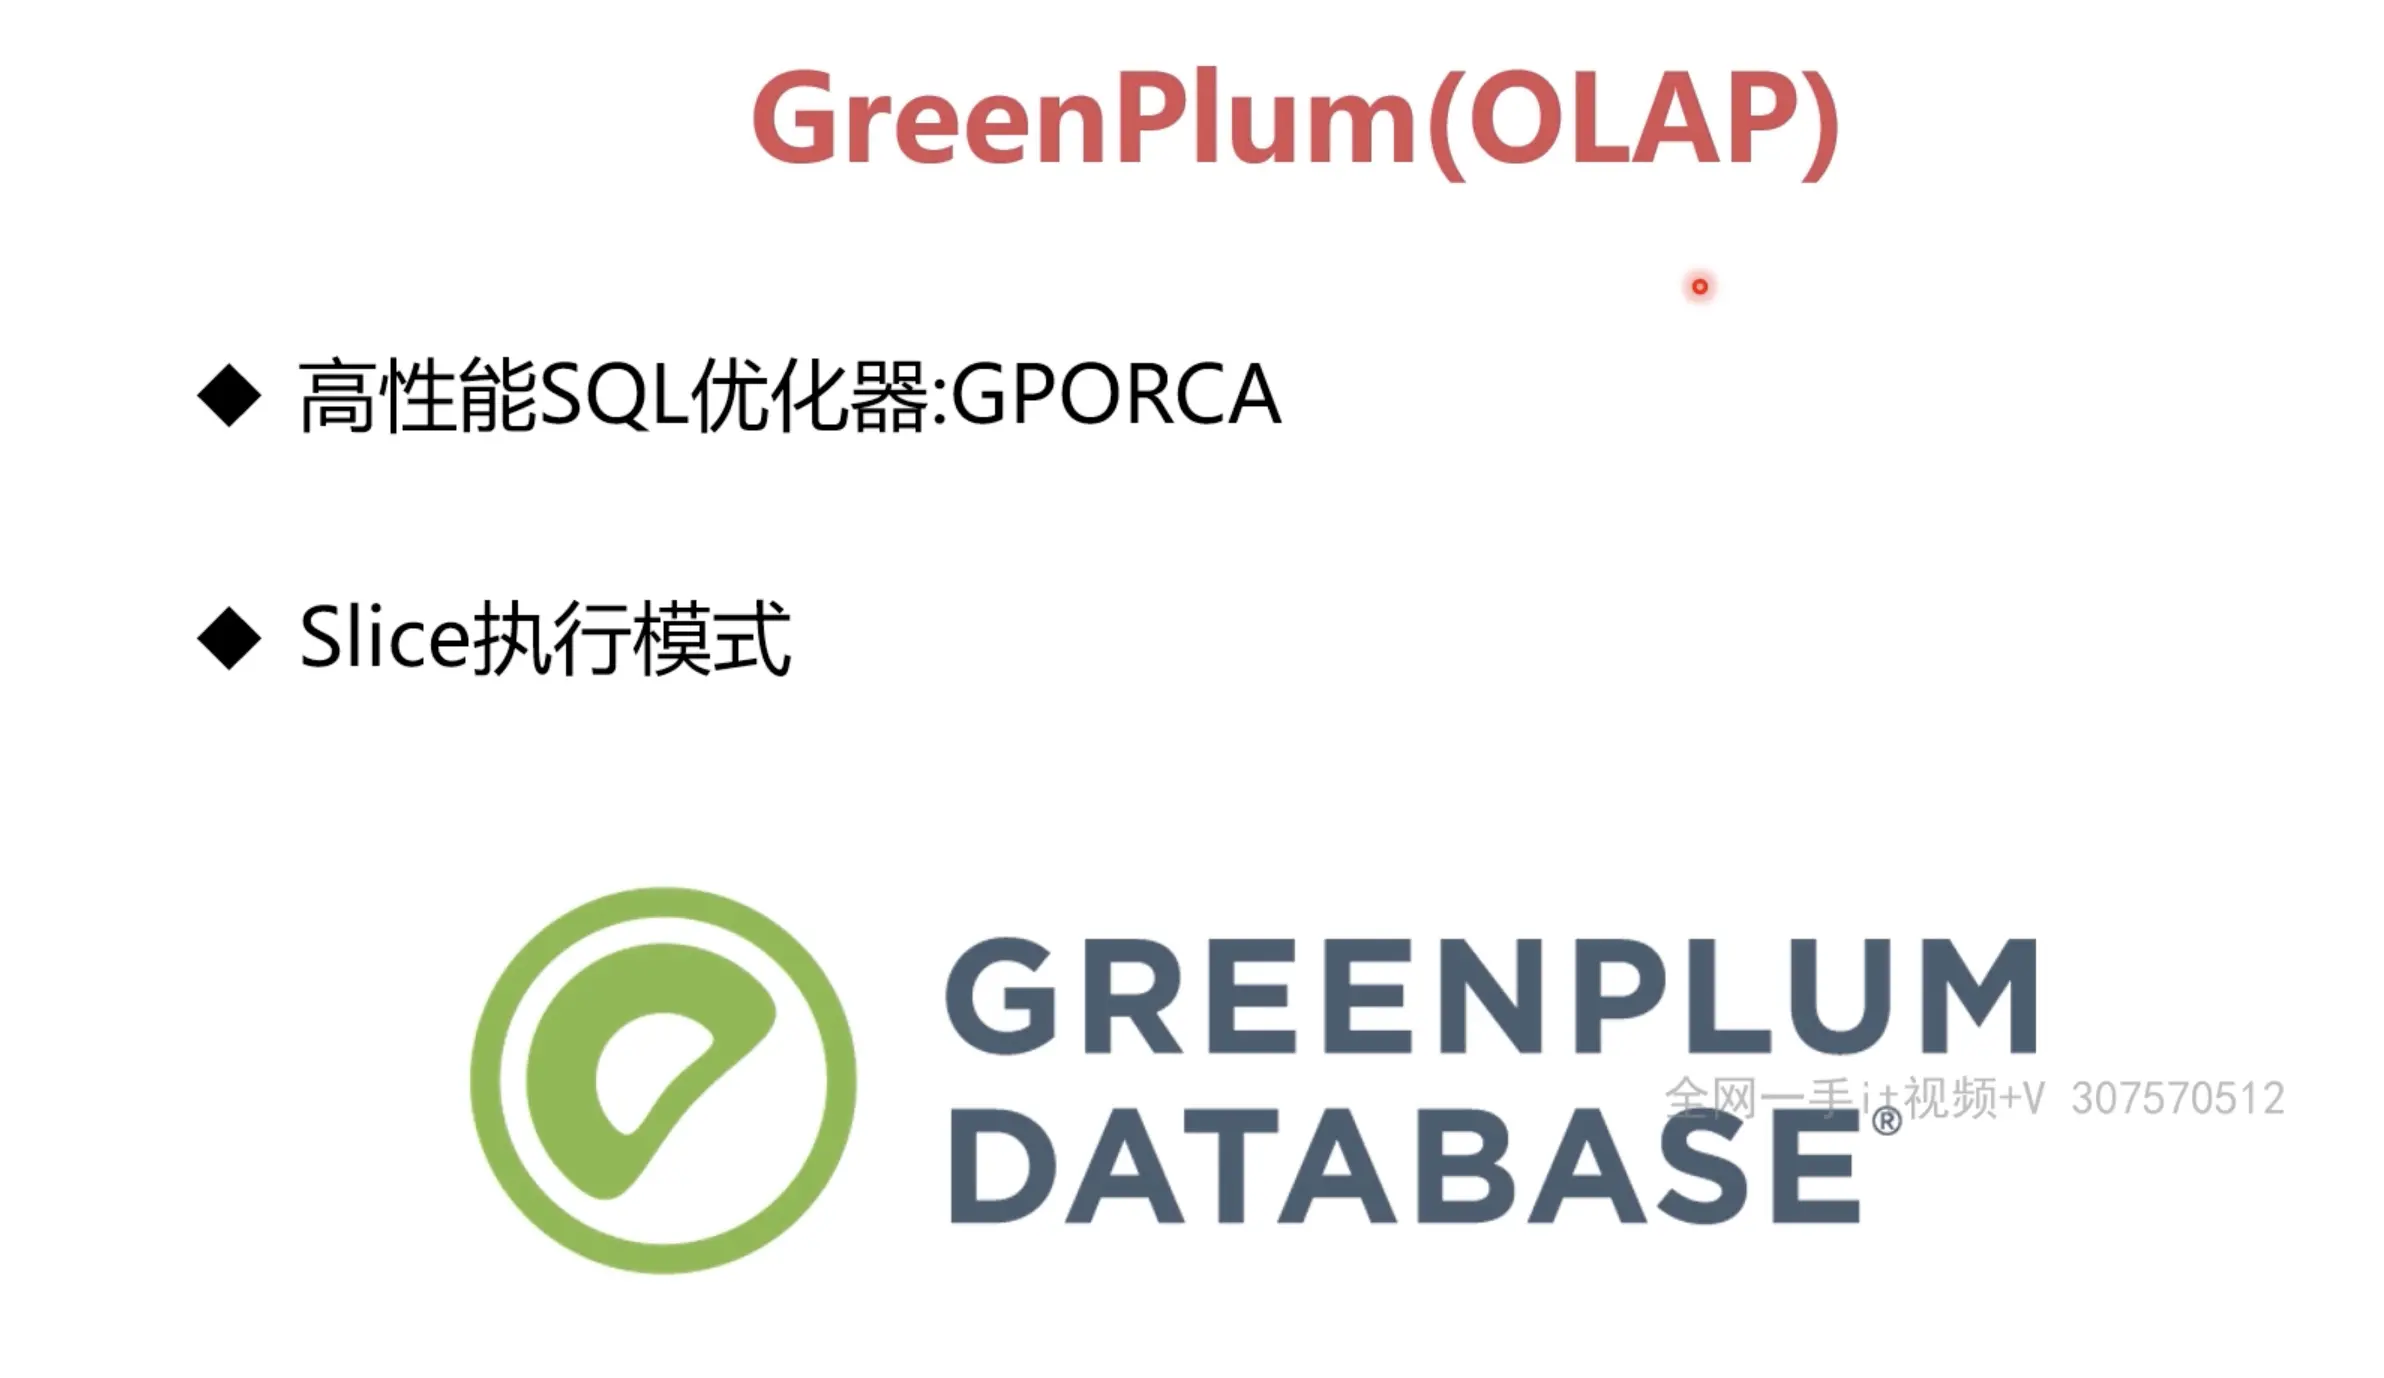 GreenPlum(OLAP)
◆ 高性能SQL优化器:GPORCA
◆ Slice执行模式
GREENPLUM
全网一手it视频+V 307570512
DATABASE®